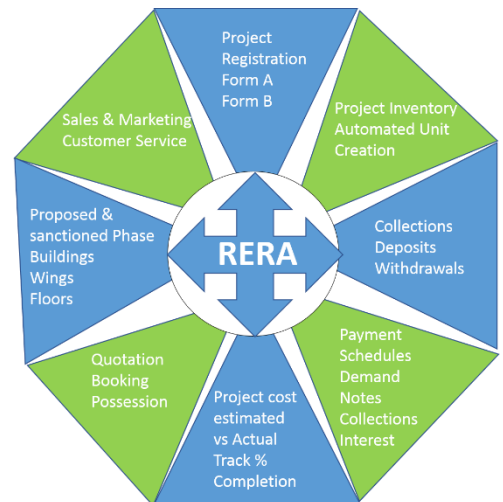 Project
Registration
Form A
Form B
Project Inventory
Automated Unit
Creation
Collections
Deposits
Withdrawals
Payment
Schedules
Demand
Notes
Collections
Interest
Project cost
estimated
vs Actual
Track %
Completion
Quotation
Booking
Possession
Proposed &
sanctioned Phase
Buildings
Wings
Floors
Sales & Marketing
Customer Service
RERA